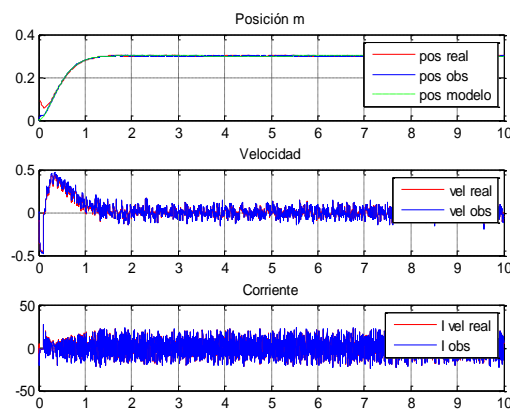 Posición m
0.4
0.2
0
pos real
pos obs
pos modelo
0 1 2 3 4 5 6 7 8 9 10
Velocidad
0.5
0
-0.5
vel real
vel obs
0 1 2 3 4 5 6 7 8 9 10
Corriente
50
0
-50
I vel real
I obs
0 1 2 3 4 5 6 7 8 9 10